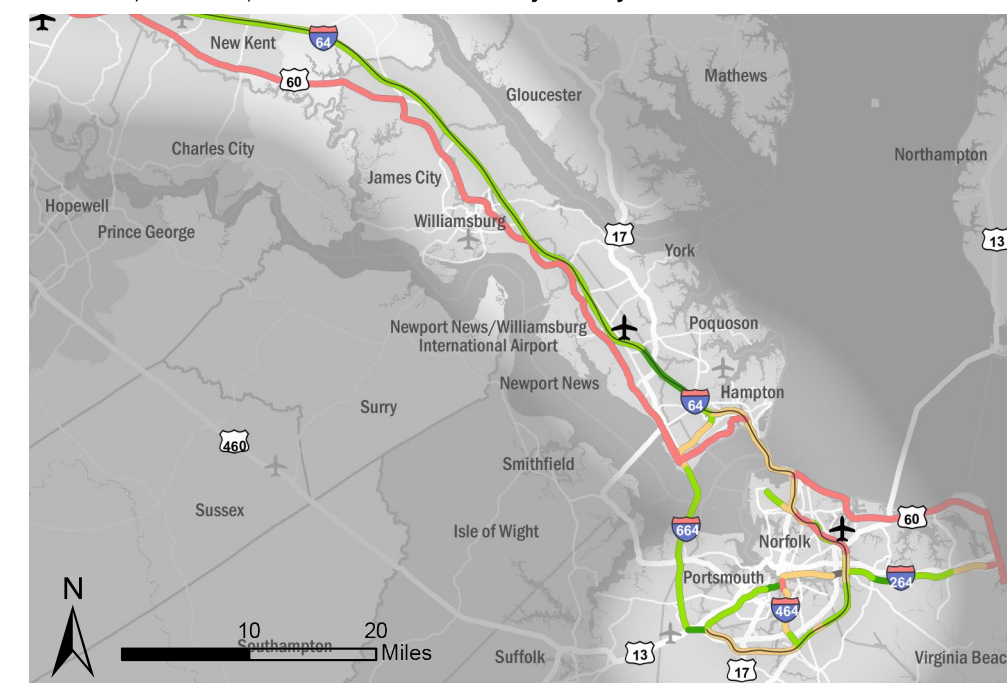 New Kent
64
60
Mathews
Gloucester
Charles City
Northampton
James City
Hopewell
Williamsburg
Prince George
17
13
York
Newport News/Williamsburg
International Airport
Poquoson
Newport News
64
Hampton
Surry
460
Smithfield
Sussex
Isle of Wight
664
60
Norfolk
Portsmouth
264
464
N
10
20
Miles
Southampton
Suffolk
13
17
Virginia Beac